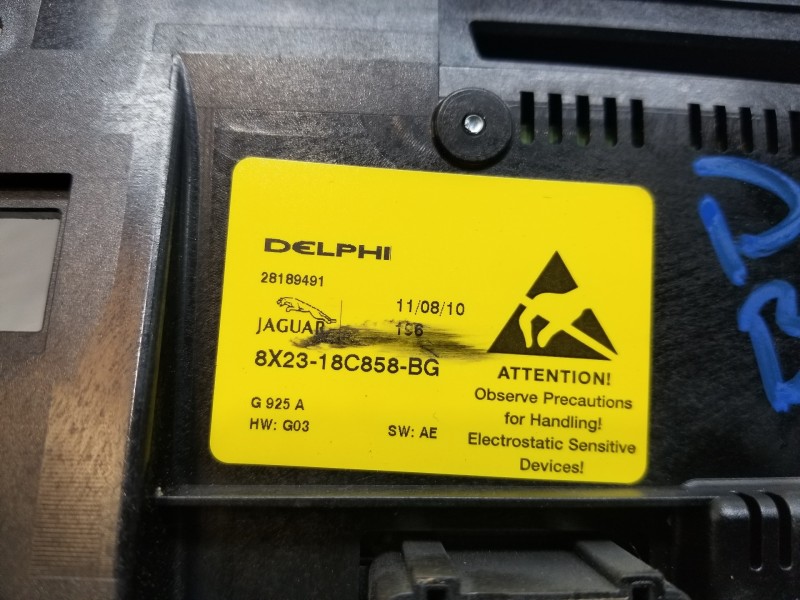 DELPHI
28189491
11/08/10
JAGUAR
8X23-18C858-BG
G 925 A
HW: G03
SW: AE
ATTENTION!
Observe Precautions
for Handling!
Electrostatic Sensitive
Devices!